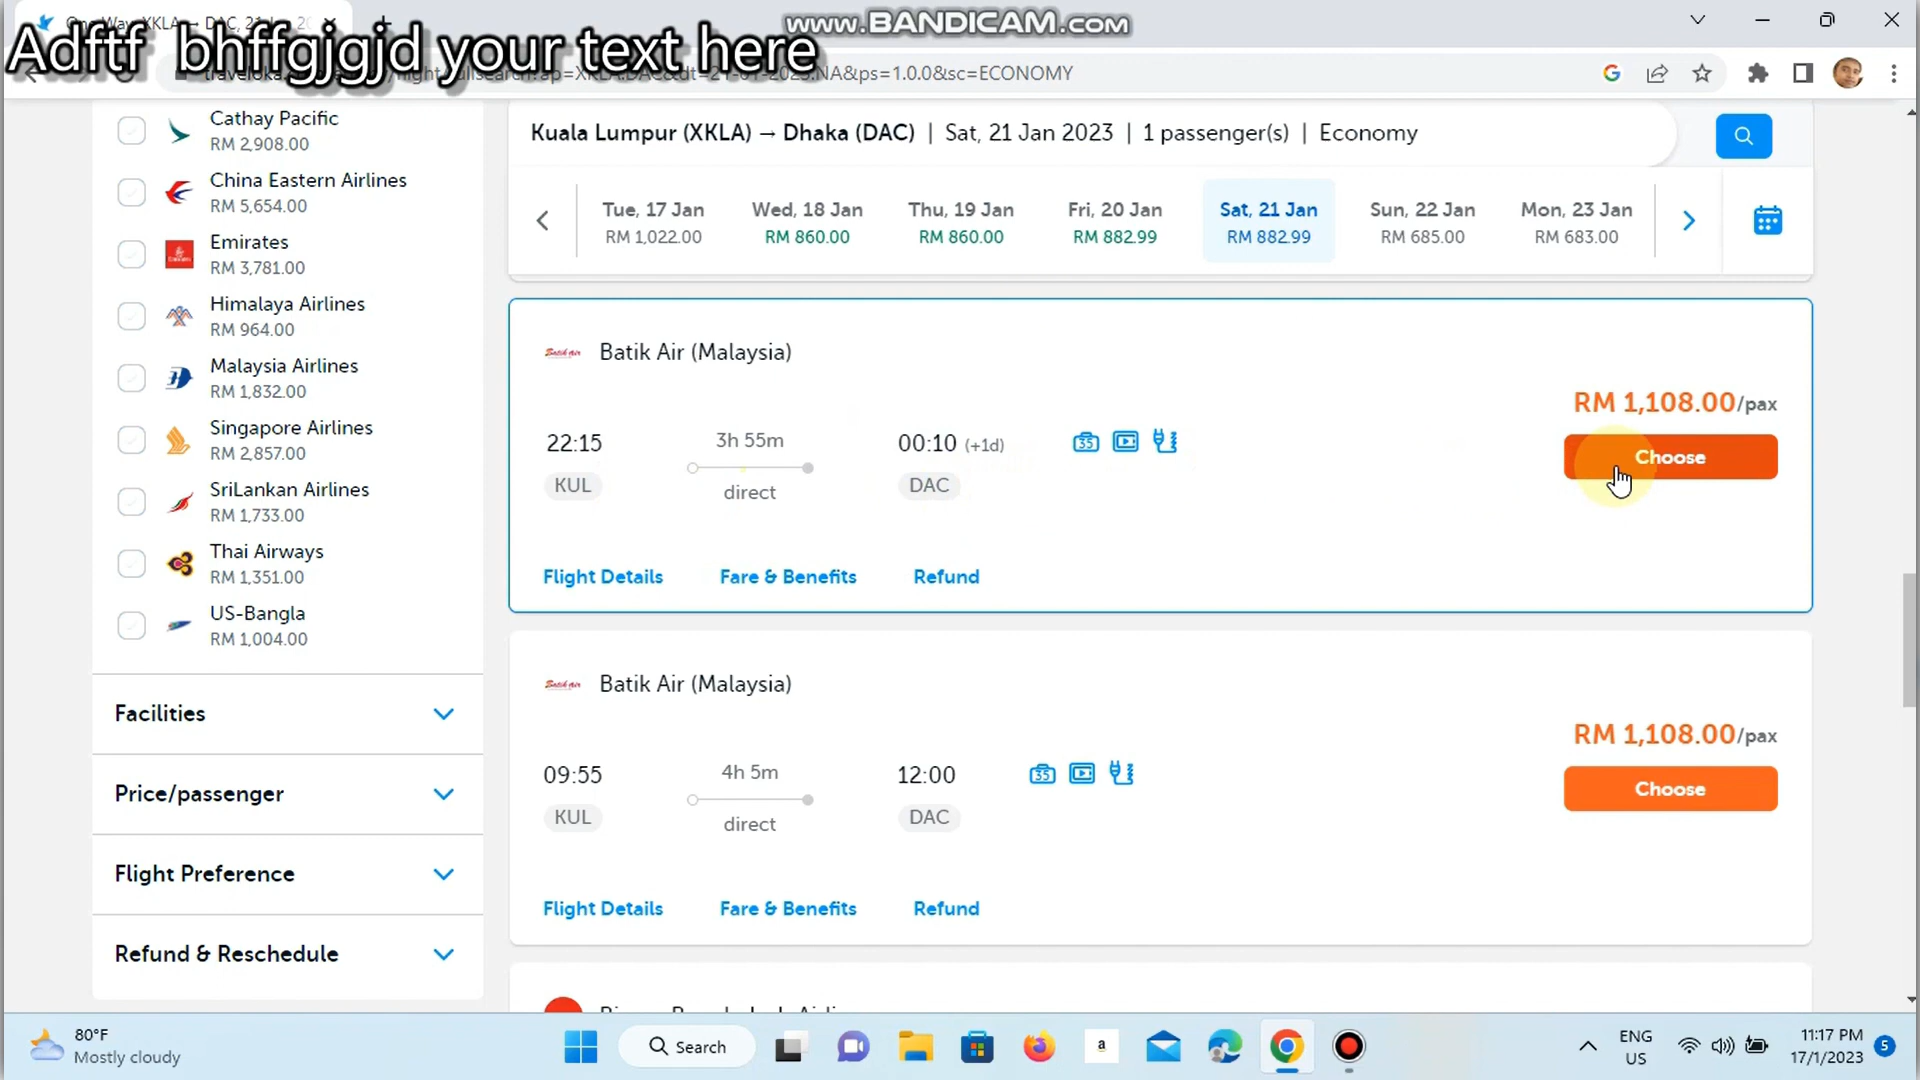 www.BANDICAM.com
Adftf bhffgjgjd your text here
=ECONOMY
Cathay Pacific
RM 2,908.00
China Eastern Airlines
RM 5,654.00
Emirates
RM 3,781.00
Himalaya Airlines
RM 964.00
Malaysia Airlines
RM 1,832.00
Singapore Airlines
RM 2,857.00
SriLankan Airlines
RM 1,733.00
Thai Airways
RM 1,351.00
US-Bangla
RM 1,004.00
Facilities
Price/passenger
Flight Preference
Refund & Reschedule
Kuala Lumpur (XKLA) → Dhaka (DAC) | Sat, 21 Jan 2023 | 1 passenger(s) | Economy
Tue, 17 Jan
RM 1,022.00
Wed, 18 Jan
RM 860.00
Thu, 19 Jan
RM 860.00
Fri, 20 Jan
RM 882.99
Sat, 21 Jan
RM 882.99
Sun, 22 Jan
RM 685.00
Mon, 23 Jan
RM 683.00
Batik Air Batik Air (Malaysia)
RM 1,108.00/pax
22:15 3h 55m 00:10 (+1d) 35
Choose
KUL direct DAC
Flight Details Fare & Benefits Refund
Batik Air Batik Air (Malaysia)
RM 1,108.00/pax
09:55 4h 5m 12:00 35
Choose
KUL direct DAC
Flight Details Fare & Benefits Refund
80°F
Mostly cloudy
Search
a
ENG
US
11:17 PM
17/1/2023
5